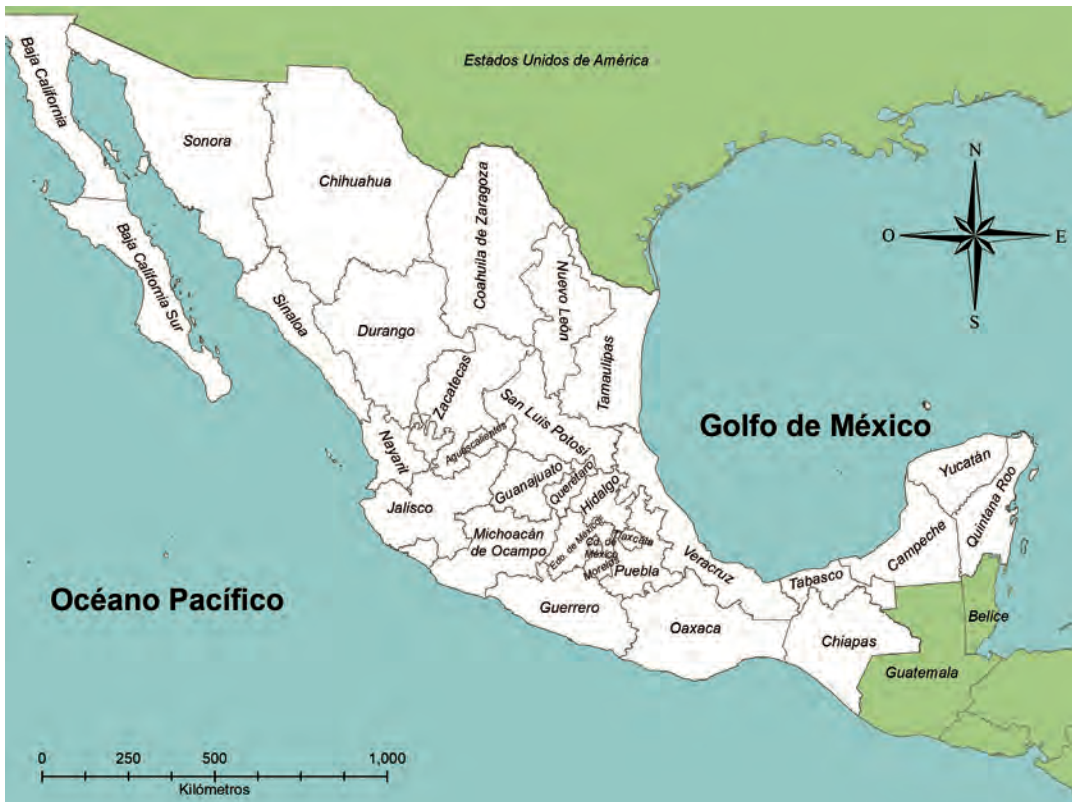 Estados Unidos de América
Baja California
Sonora
Chihuahua
Coahuila de Zaragoza
N
O
E
S
Baja California Sur
Sinaloa
Nuevo León
Durango
Tamaulipas
Zacatecas
San Luis Potosí
Golfo de México
Nayarit
Aguascalientes
Yucatán
Guanajuato
Querétaro
Hidalgo
Quintana Roo
Jalisco
Campeche
Michoacán
de Ocampo
Edo. de México
Cd. de
México
Tlaxcala
Morelos
Puebla
Veracruz
Tabasco
Océano Pacífico
Guerrero
Oaxaca
Chiapas
Belice
Guatemala
0 250 500 1,000
Kilómetros